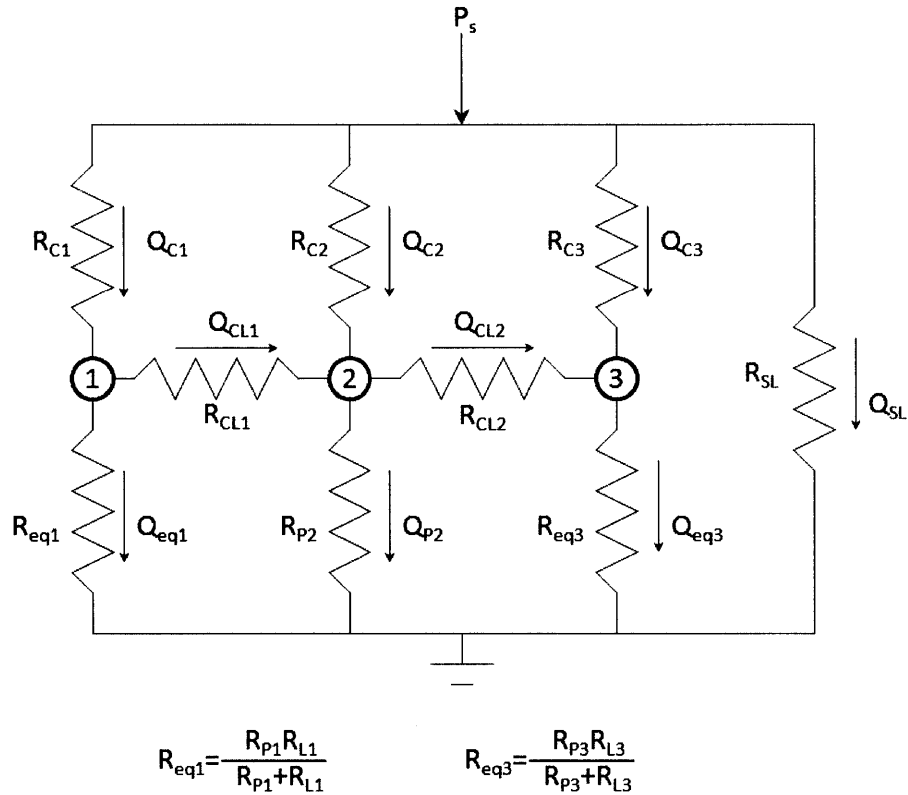 P_s
R_C1 Q_C1 R_C2 Q_C2 R_C3 Q_C3
Q_CL1 Q_CL2
1 2 3
R_CL1 R_CL2
R_SL Q_SL
R_eq1 Q_eq1 R_P2 Q_P2 R_eq3 Q_eq3
R_eq1=R_P1R_L1/R_P1+R_L1
R_eq3=R_P3R_L3/R_P3+R_L3